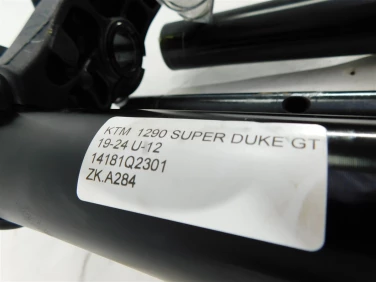 KTM 1290 SUPER DUKE GT
19-24 U-12
14181Q2301
ZK.A284